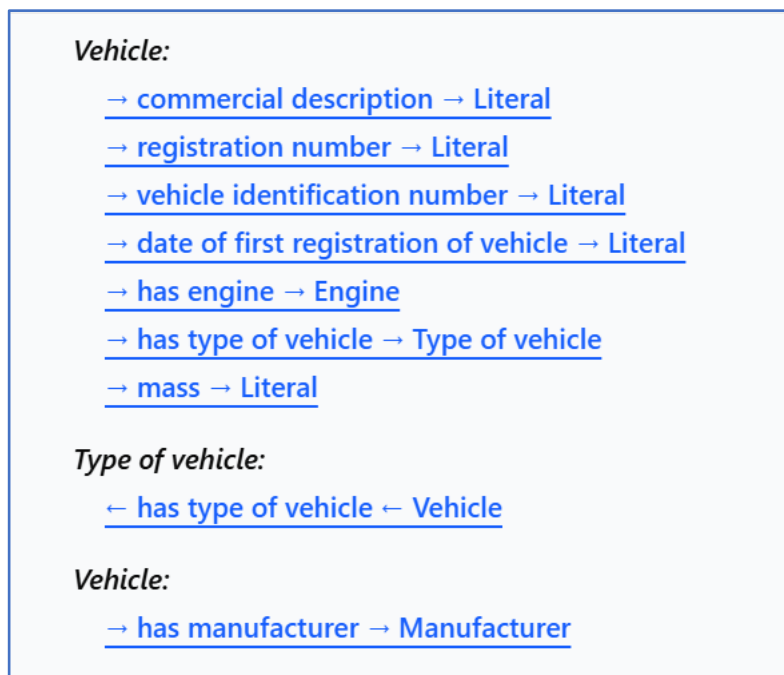 Vehicle:
→ commercial description → Literal
→ registration number → Literal
→ vehicle identification number → Literal
→ date of first registration of vehicle → Literal
→ has engine → Engine
→ has type of vehicle → Type of vehicle
→ mass → Literal
Type of vehicle:
← has type of vehicle ← Vehicle
Vehicle:
→ has manufacturer → Manufacturer